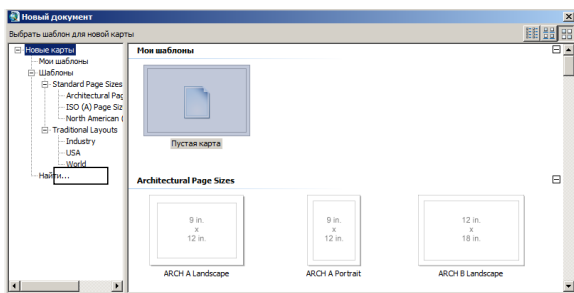 Новый документ
Выбрать шаблон для новой карты
Новые карты
Мои шаблоны
Шаблоны
Standard Page Sizes
Architectural Pag
ISO (A) Page Siz
North American (
Traditional Layouts
Industry
USA
World
Найти...
Мои шаблоны
Пустая карта
Architectural Page Sizes
9 in.
x
12 in.
ARCH A Landscape
9 in.
x
12 in.
ARCH A Portrait
12 in.
x
18 in.
ARCH B Landscape